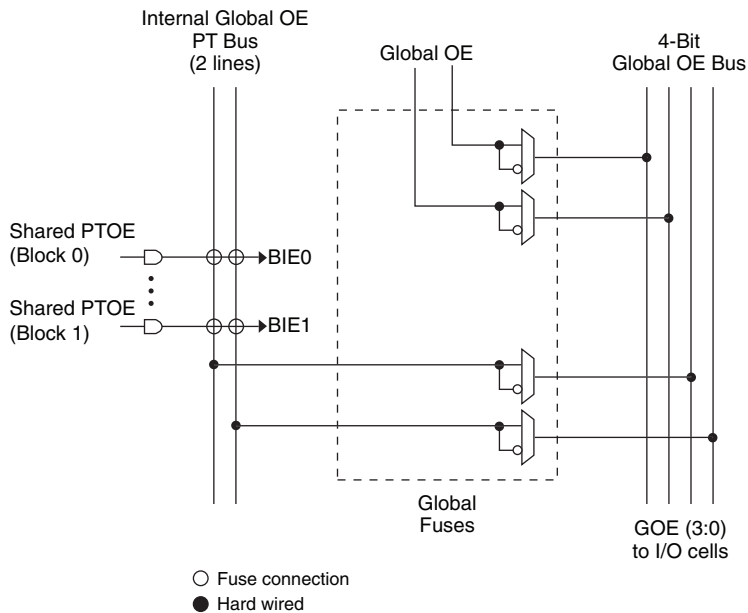 Internal Global OE
PT Bus
(2 lines)
Global OE
4-Bit
Global OE Bus
Shared PTOE
(Block 0)
BIE0
Shared PTOE
(Block 1)
BIE1
Global
Fuses
GOE (3:0)
to I/O cells
Fuse connection
Hard wired